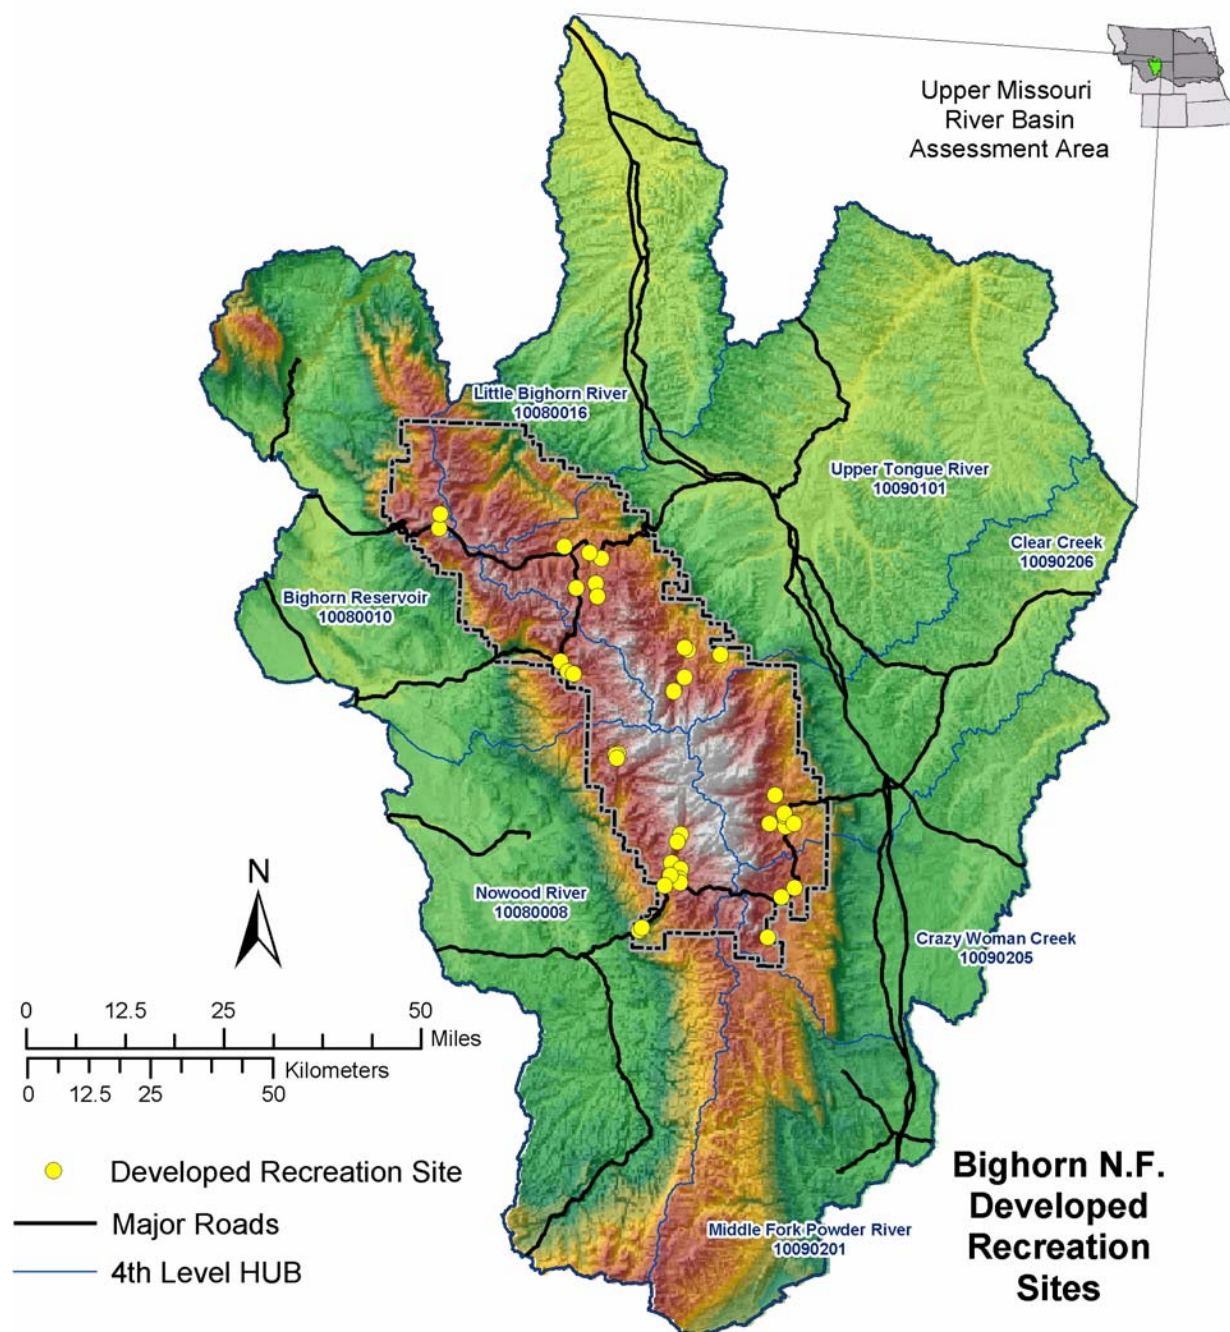 Upper Missouri
River Basin
Assessment Area
Little Bighorn River
10080016
Upper Tongue River
10090101
Clear Creek
10090206
Bighorn Reservoir
10080010
Nowood River
10080008
Crazy Woman Creek
10090205
N
0 12.5 25 50
Miles
Kilometers
0 12.5 25 50
Developed Recreation Site
Major Roads
4th Level HUB
Middle Fork Powder River
10090201
Bighorn N.F.
Developed
Recreation
Sites